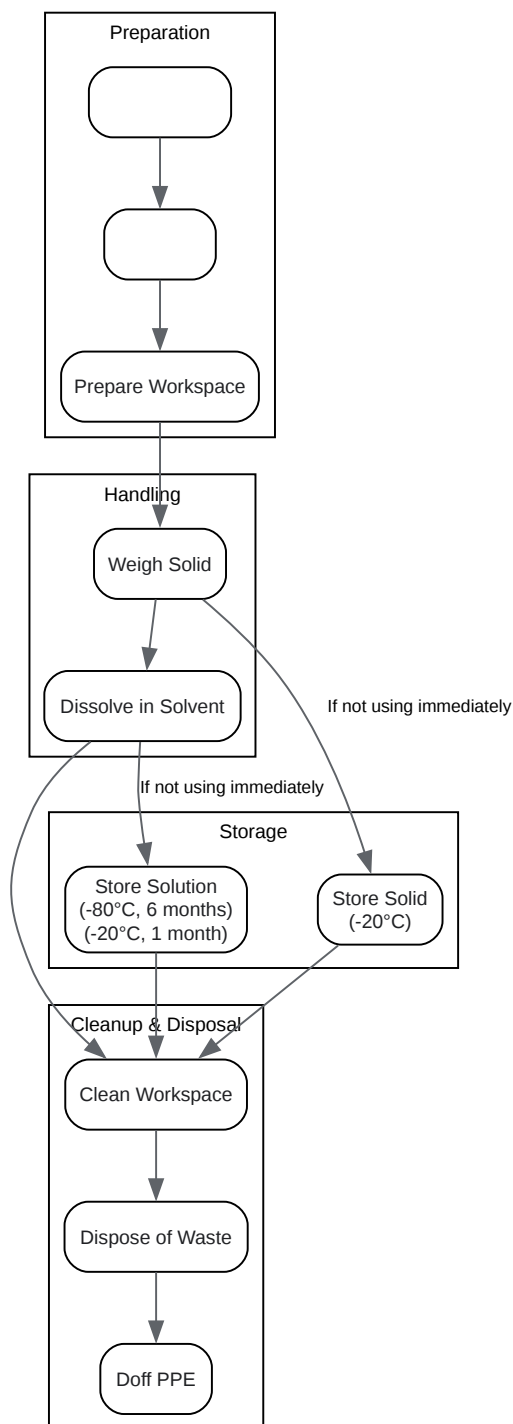 Preparation
Prepare Workspace
Handling
Weigh Solid
Dissolve in Solvent
If not using immediately
If not using immediately
Storage
Store Solution
(-80°C, 6 months)
(-20°C, 1 month)
Store Solid
(-20°C)
Cleanup & Disposal
Clean Workspace
Dispose of Waste
Doff PPE